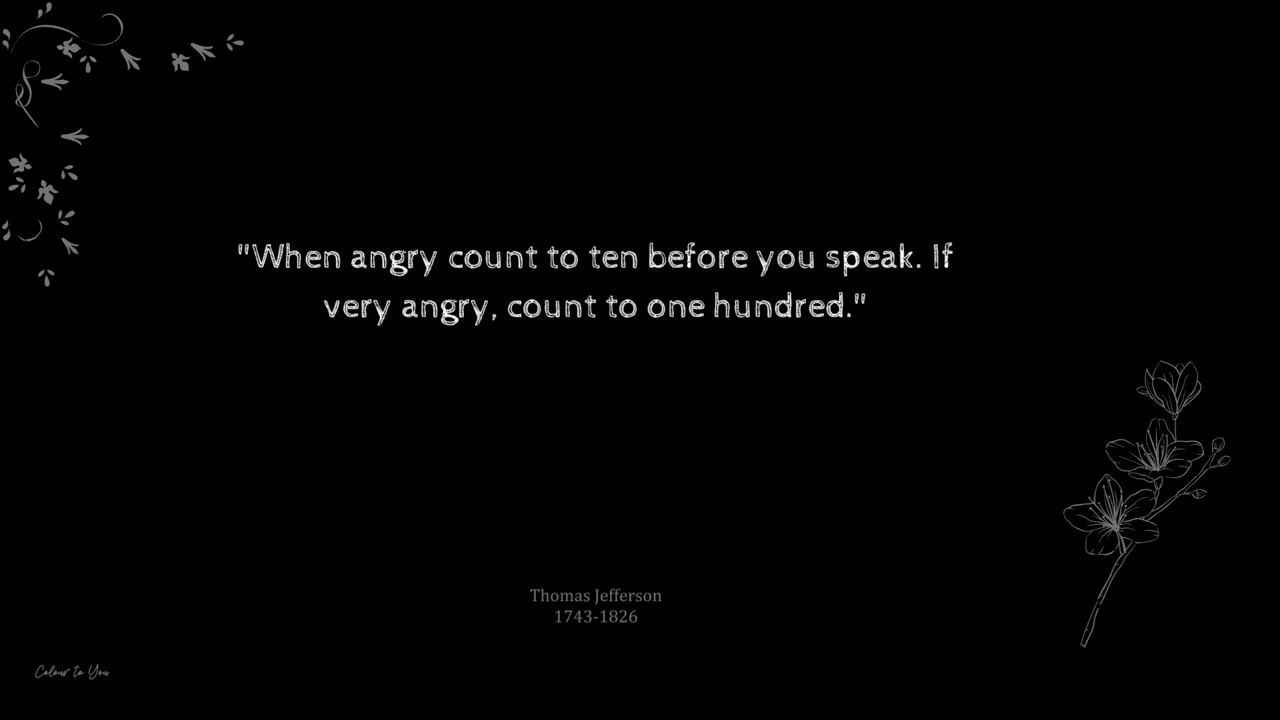 "When angry count to ten before you speak. If
very angry, count to one hundred."
Thomas Jefferson
1743-1826
Colour to You